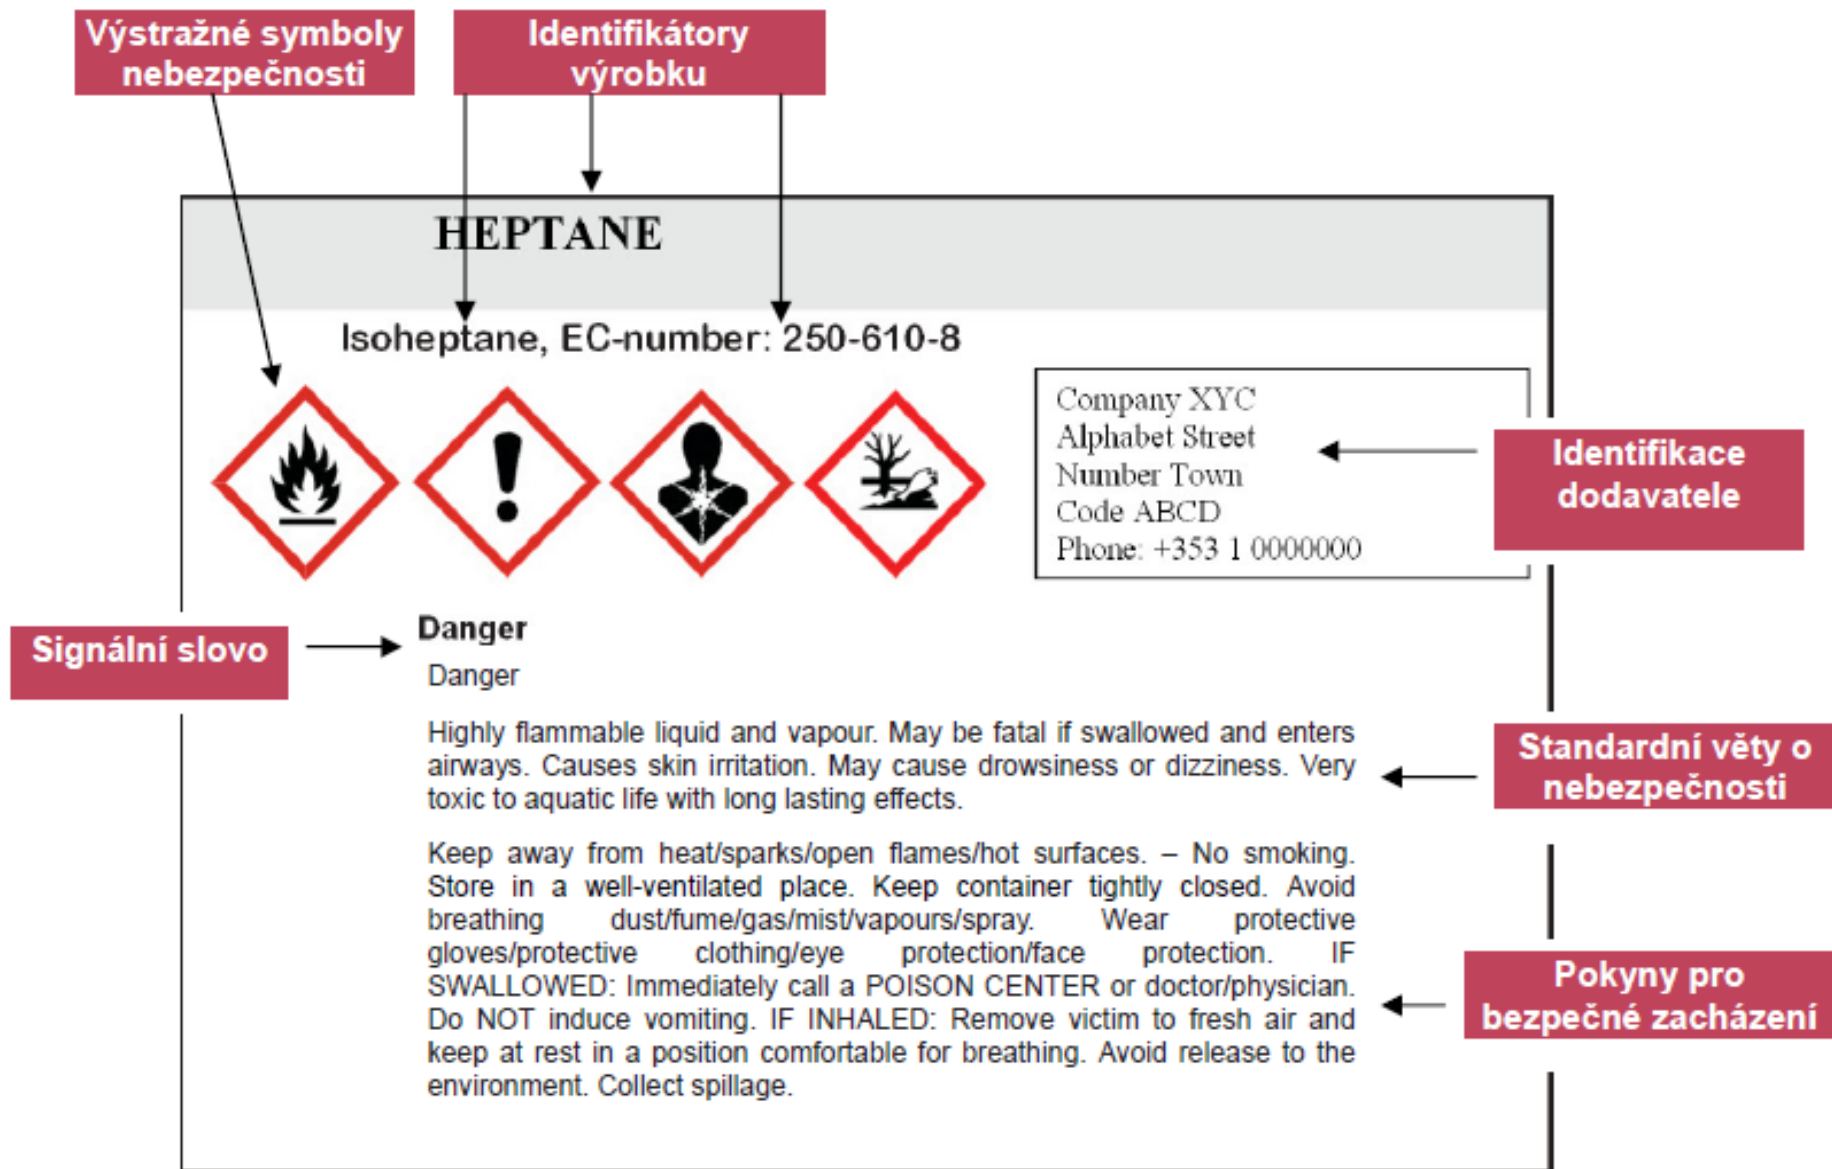 Výstražné symboly
nebezpečnosti
Identifikátory
výrobku
HEPTANE
Isoheptane, EC-number: 250-610-8
Company XYC
Alphabet Street
Number Town
Code ABCD
Phone: +353 1 0000000
Identifikace
dodavatele
Signální slovo
Danger
Danger
Highly flammable liquid and vapour. May be fatal if swallowed and enters
airways. Causes skin irritation. May cause drowsiness or dizziness. Very
toxic to aquatic life with long lasting effects.
Standardní věty o
nebezpečnosti
Keep away from heat/sparks/open flames/hot surfaces. – No smoking.
Store in a well-ventilated place. Keep container tightly closed. Avoid
breathing dust/fume/gas/mist/vapours/spray. Wear protective
gloves/protective clothing/eye protection/face protection. IF
SWALLOWED: Immediately call a POISON CENTER or doctor/physician.
Do NOT induce vomiting. IF INHALED: Remove victim to fresh air and
keep at rest in a position comfortable for breathing. Avoid release to the
environment. Collect spillage.
Pokyny pro
bezpečné zacházení